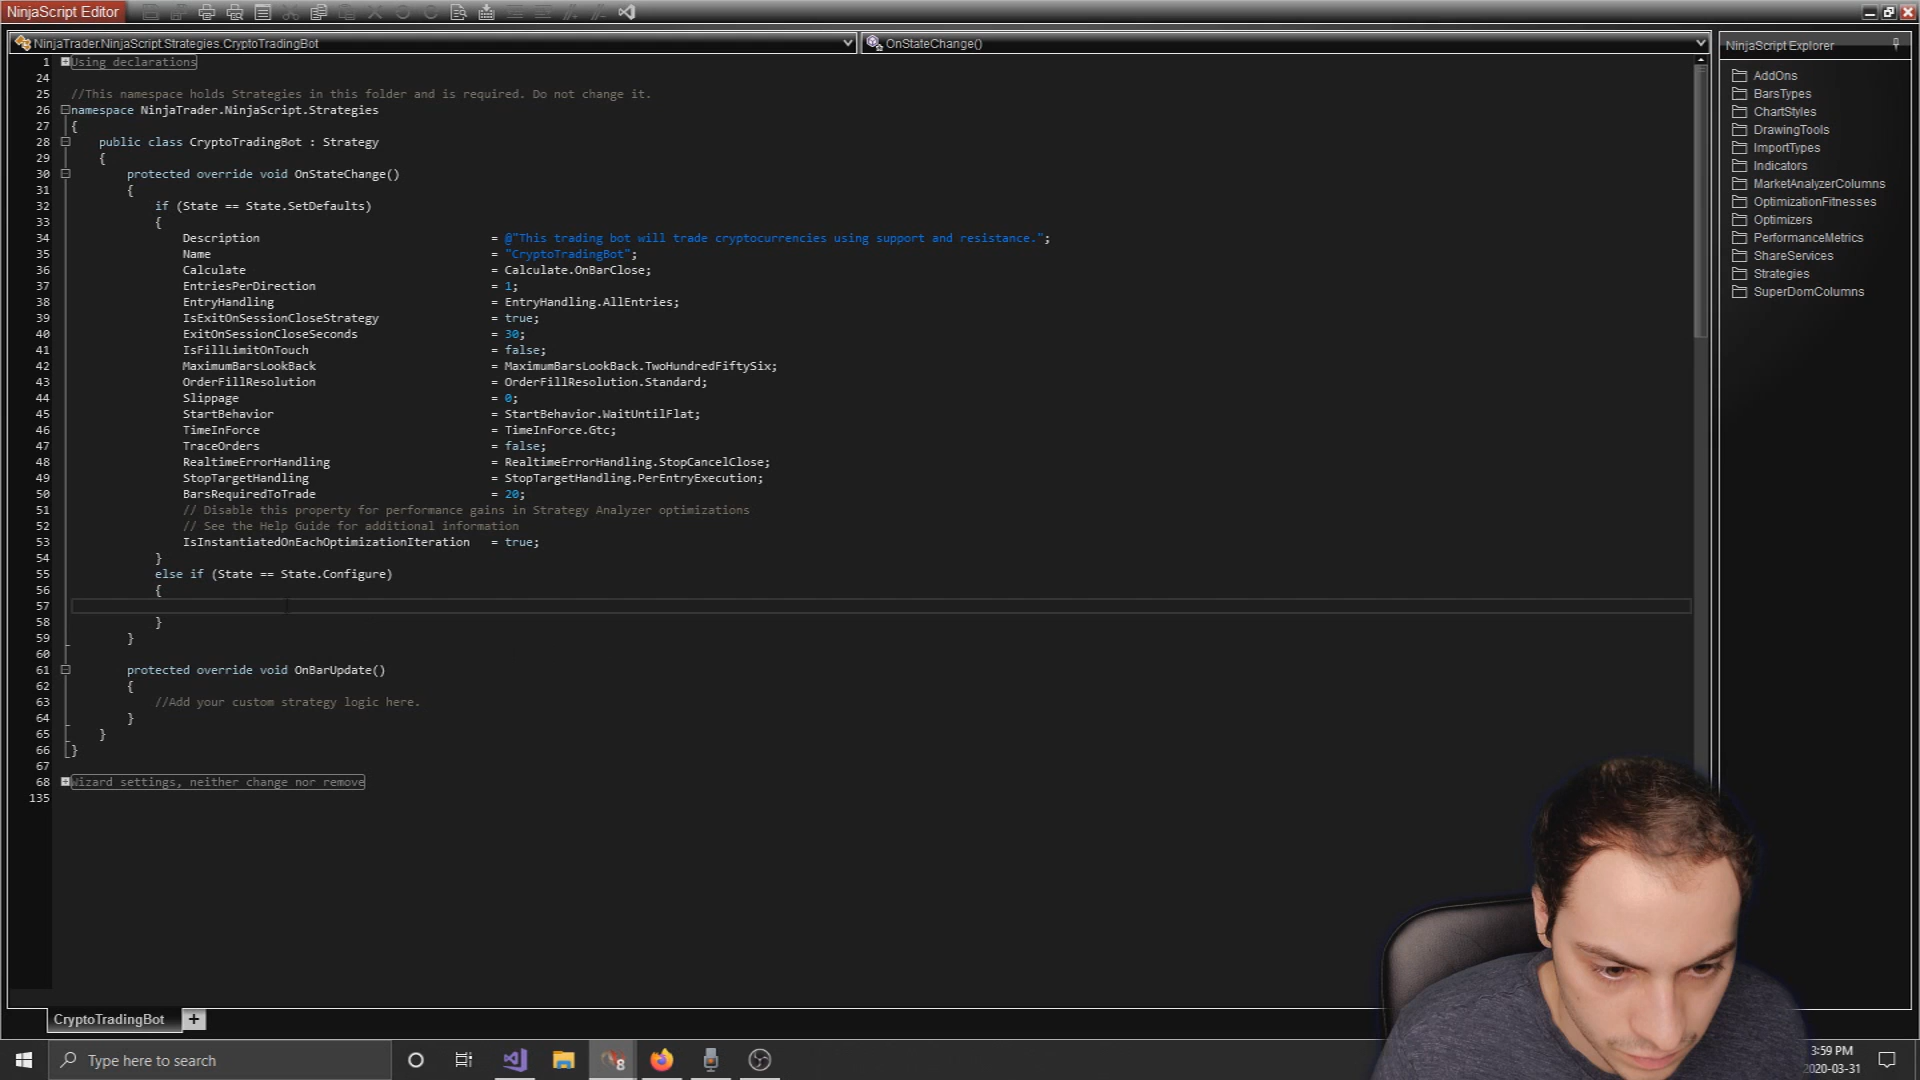 NinjaScript Editor
NinjaTrader.NinjaScript.Strategies.CryptoTradingBot
OnStateChange()
1 Using declarations
24
25 //This namespace holds Strategies in this folder and is required. Do not change it.
26 namespace NinjaTrader.NinjaScript.Strategies
27 {
28 public class CryptoTradingBot : Strategy
29 {
30 protected override void OnStateChange()
31 {
32 if (State == State.SetDefaults)
33 {
34 Description = @"This trading bot will trade cryptocurrencies using support and resistance.";
35 Name = "CryptoTradingBot";
36 Calculate = Calculate.OnBarClose;
37 EntriesPerDirection = 1;
38 EntryHandling = EntryHandling.AllEntries;
39 IsExitOnSessionCloseStrategy = true;
40 ExitOnSessionCloseSeconds = 30;
41 IsFillLimitOnTouch = false;
42 MaximumBarsLookBack = MaximumBarsLookBack.TwoHundredFiftySix;
43 OrderFillResolution = OrderFillResolution.Standard;
44 Slippage = 0;
45 StartBehavior = StartBehavior.WaitUntilFlat;
46 TimeInForce = TimeInForce.Gtc;
47 TraceOrders = false;
48 RealtimeErrorHandling = RealtimeErrorHandling.StopCancelClose;
49 StopTargetHandling = StopTargetHandling.PerEntryExecution;
50 BarsRequiredToTrade = 20;
51 // Disable this property for performance gains in Strategy Analyzer optimizations
52 // See the Help Guide for additional information
53 IsInstantiatedOnEachOptimizationIteration = true;
54 }
55 else if (State == State.Configure)
56 {
57
58 }
59 }
60
61 protected override void OnBarUpdate()
62 {
63 //Add your custom strategy logic here.
64 }
65 }
66 }
67
68 Wizard settings, neither change nor remove
135
NinjaScript Explorer
AddOns
BarsTypes
ChartStyles
DrawingTools
ImportTypes
Indicators
MarketAnalyzerColumns
OptimizationFitnesses
Optimizers
PerformanceMetrics
ShareServices
Strategies
SuperDomColumns
CryptoTradingBot +
Type here to search
8
3:59 PM
2020-03-31